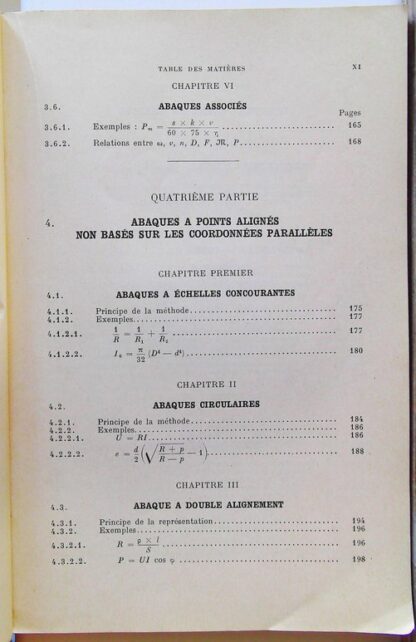 TABLE DES MATIÈRES XI
CHAPITRE VI
3.6. ABAQUES ASSOCIÉS
Pages
3.6.1. Exemples : Pm = s × k × v / 60 × 75 × η 165
3.6.2. Relations entre ω, v, n, D, F, ℳ, P 168
QUATRIÈME PARTIE
4. ABAQUES A POINTS ALIGNÉS
NON BASÉS SUR LES COORDONNÉES PARALLÈLES
CHAPITRE PREMIER
4.1. ABAQUES A ÉCHELLES CONCOURANTES
4.1.1. Principe de la méthode 175
4.1.2. Exemples 177
4.1.2.1. 1/R = 1/R₁ + 1/R₂ 177
4.1.2.2. I₀ = π/32 (D⁴ — d⁴) 180
CHAPITRE II
4.2. ABAQUES CIRCULAIRES
4.2.1. Principe de la méthode 184
4.2.2. Exemples 186
4.2.2.1. U = RI 186
4.2.2.2. e = d/2 (√(R + p / R — p) — 1) 188
CHAPITRE III
4.3. ABAQUE A DOUBLE ALIGNEMENT
4.3.1. Principe de la représentation 194
4.3.2. Exemples 196
4.3.2.1. R = ρ × l / S 196
4.3.2.2. P = UI cos φ 198